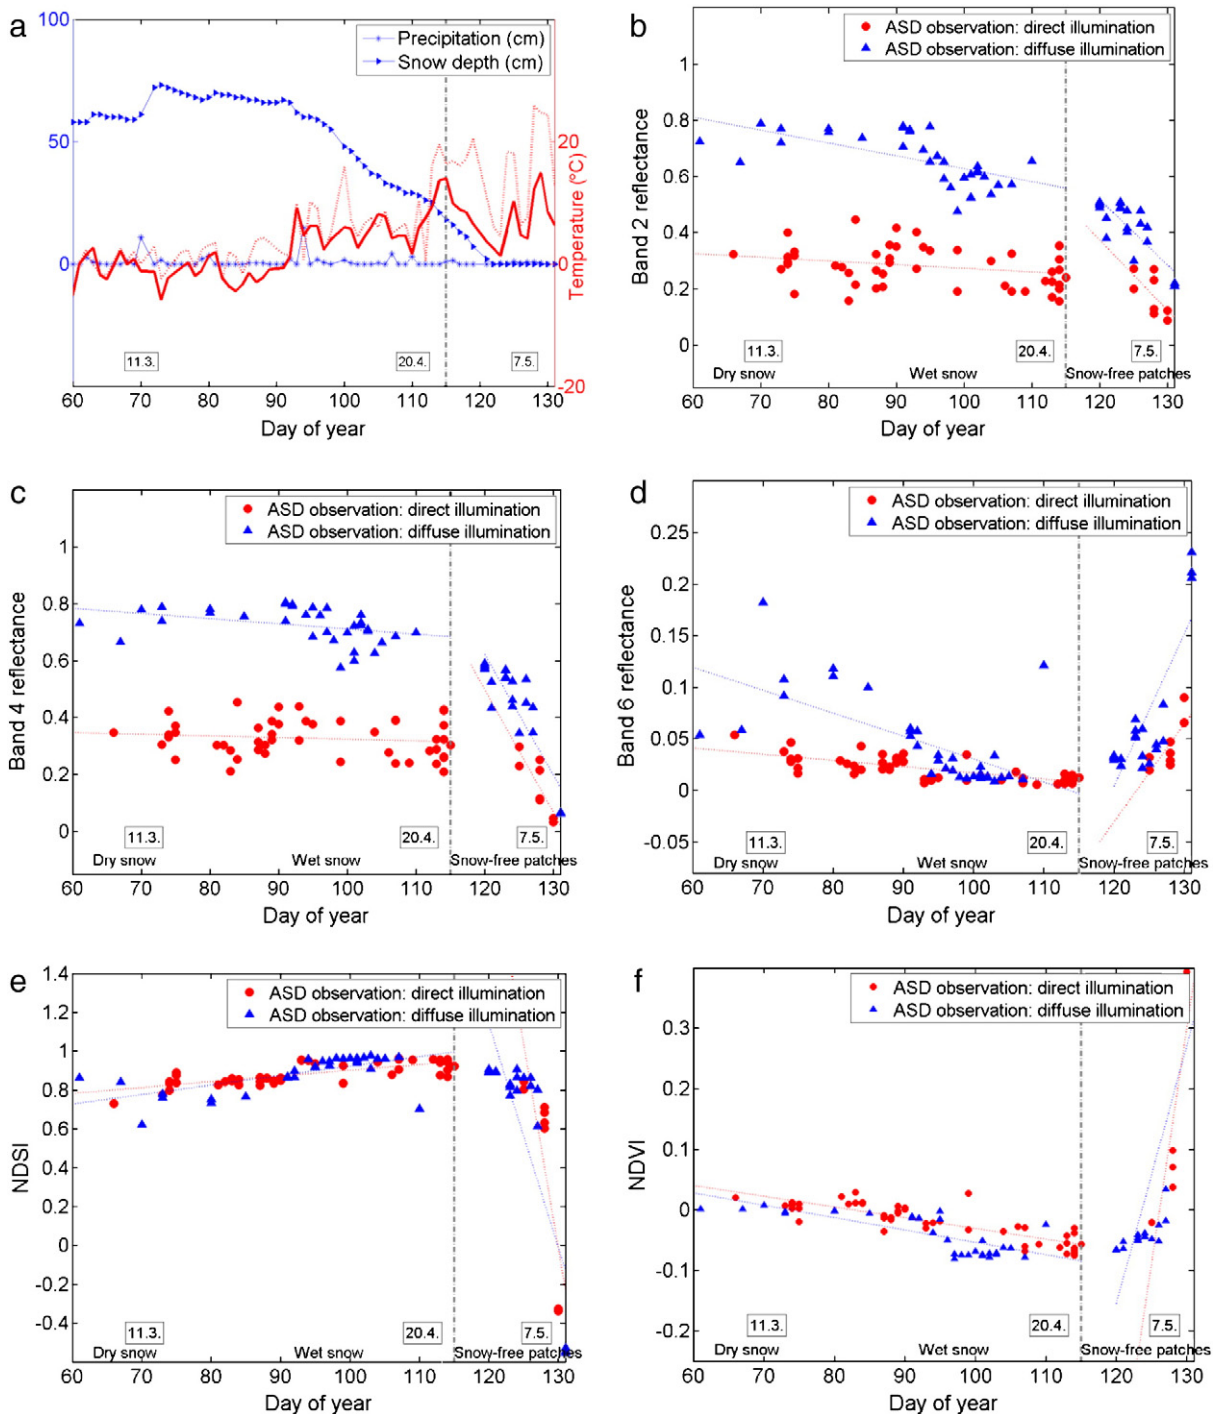 a
100
50
0
Precipitation (cm)
Snow depth (cm)
20
0
-20
Temperature (ºC)
11.3.
20.4.
7.5.
60 70 80 90 100 110 120 130
Day of year
b
ASD observation: direct illumination
ASD observation: diffuse illumination
Band 2 reflectance
1
0.8
0.6
0.4
0.2
0
11.3.
20.4.
7.5.
Dry snow
Wet snow
Snow-free patches
60 70 80 90 100 110 120 130
Day of year
c
ASD observation: direct illumination
ASD observation: diffuse illumination
Band 4 reflectance
1
0.8
0.6
0.4
0.2
0
11.3.
20.4.
7.5.
Dry snow
Wet snow
Snow-free patches
60 70 80 90 100 110 120 130
Day of year
d
ASD observation: direct illumination
ASD observation: diffuse illumination
Band 6 reflectance
0.25
0.2
0.15
0.1
0.05
0
-0.05
11.3.
20.4.
7.5.
Dry snow
Wet snow
Snow-free patches
60 70 80 90 100 110 120 130
Day of year
e
ASD observation: direct illumination
ASD observation: diffuse illumination
NDSI
1.4
1.2
1
0.8
0.6
0.4
0.2
0
-0.2
-0.4
11.3.
20.4.
7.5.
Dry snow
Wet snow
Snow-free patches
60 70 80 90 100 110 120 130
Day of year
f
ASD observation: direct illumination
ASD observation: diffuse illumination
NDVI
0.3
0.2
0.1
0
-0.1
-0.2
11.3.
20.4.
7.5.
Dry snow
Wet snow
Snow-free patches
60 70 80 90 100 110 120 130
Day of year